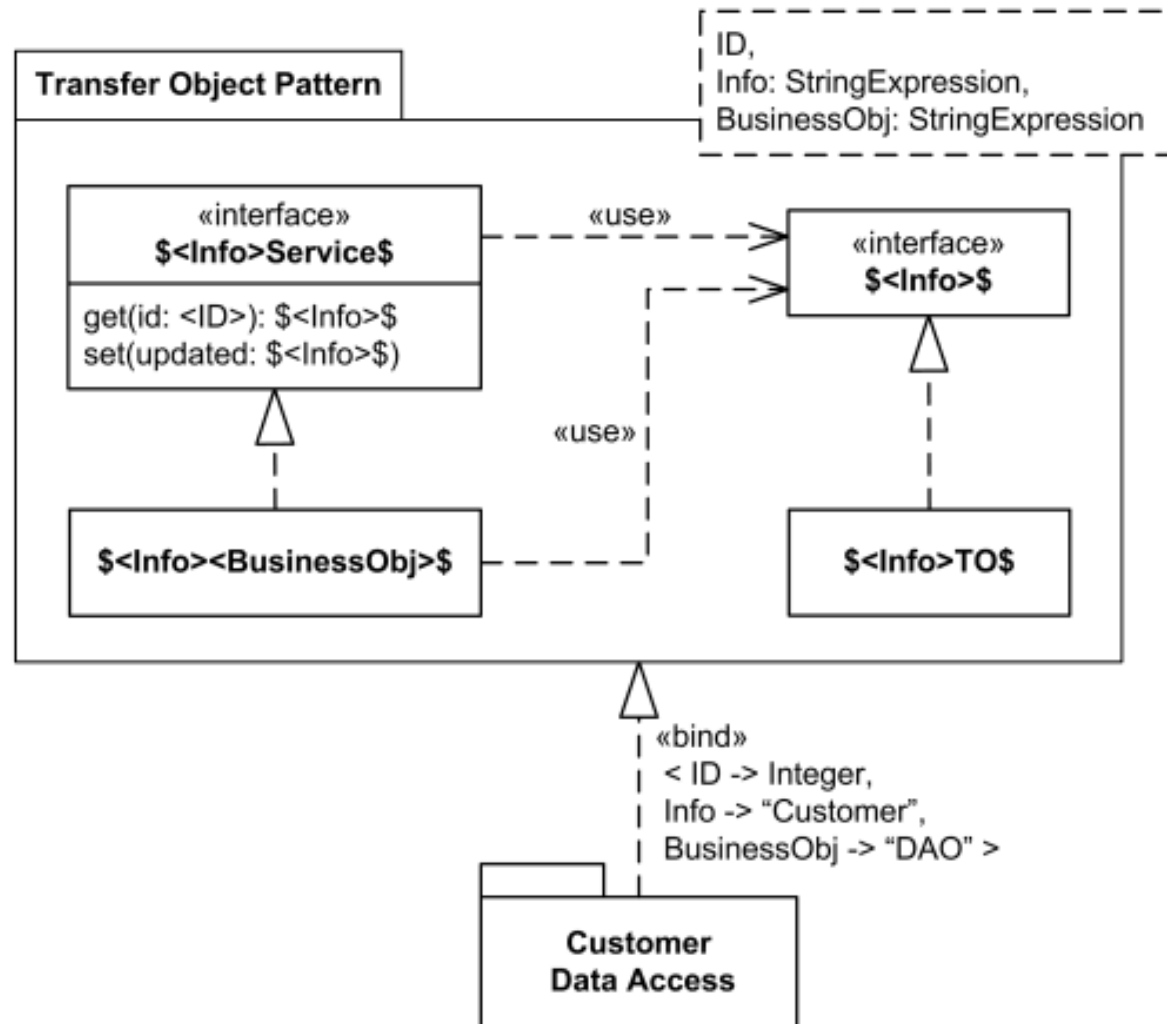 Transfer Object Pattern
ID,
Info: StringExpression,
BusinessObj: StringExpression
«interface»
$<Info>Service$
get(id: <ID>): $<Info>$
set(updated: $<Info>$)
«use»
«interface»
$<Info>$
«use»
$<Info><BusinessObj>$
$<Info>TO$
«bind»
< ID -> Integer,
Info -> “Customer”,
BusinessObj -> “DAO” >
Customer
Data Access